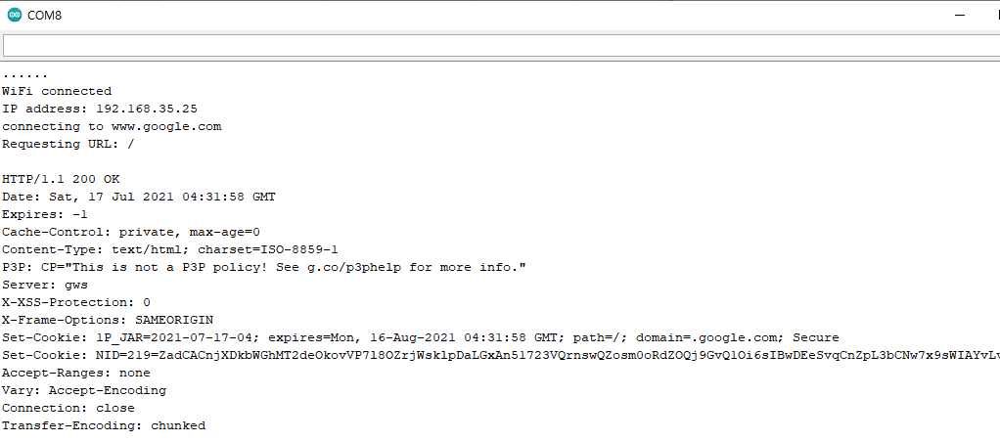 COM8
......
WiFi connected
IP address: 192.168.35.25
connecting to www.google.com
Requesting URL: /
HTTP/1.1 200 OK
Date: Sat, 17 Jul 2021 04:31:58 GMT
Expires: -1
Cache-Control: private, max-age=0
Content-Type: text/html; charset=ISO-8859-1
P3P: CP="This is not a P3P policy! See g.co/p3phelp for more info."
Server: gws
X-XSS-Protection: 0
X-Frame-Options: SAMEORIGIN
Set-Cookie: 1P_JAR=2021-07-17-04; expires=Mon, 16-Aug-2021 04:31:58 GMT; path=/; domain=.google.com; Secure
Set-Cookie:
Accept-Ranges: none
Vary: Accept-Encoding
Connection: close
Transfer-Encoding: chunked